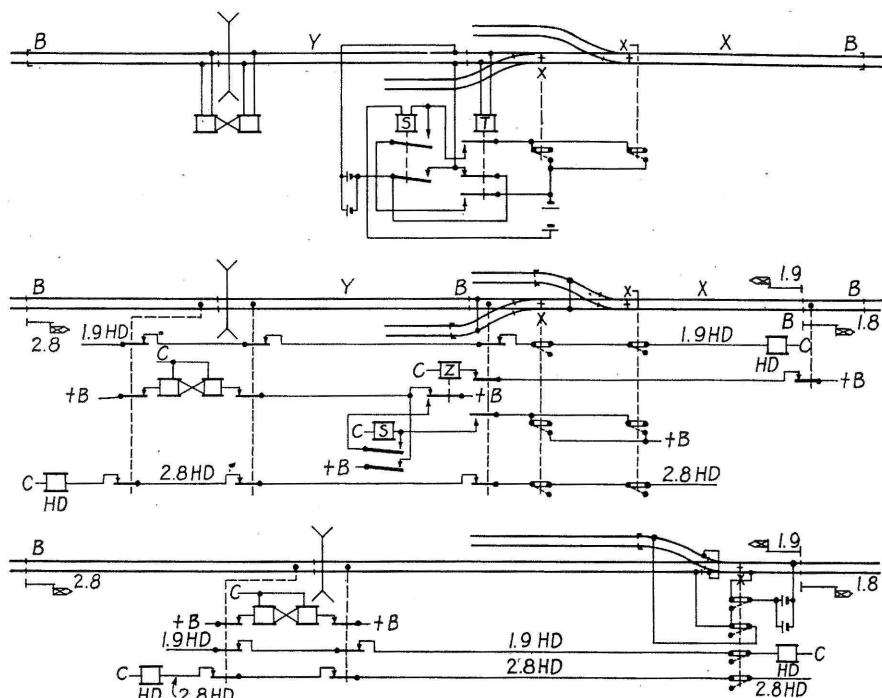 B Y X X B
X
S T
B Y B X X 1.9 B
X B
2.8 1.9 HD 1.9 HD C 1.8
C HD
+B C Z +B +B
C S +B
+B
C 2.8 HD 2.8 HD
HD
B 1.9
2.8 X 1.8
C
+B +B
1.9 HD 1.9 HD C
C 2.8 HD HD
HD 2.8 HD 2.8 HD